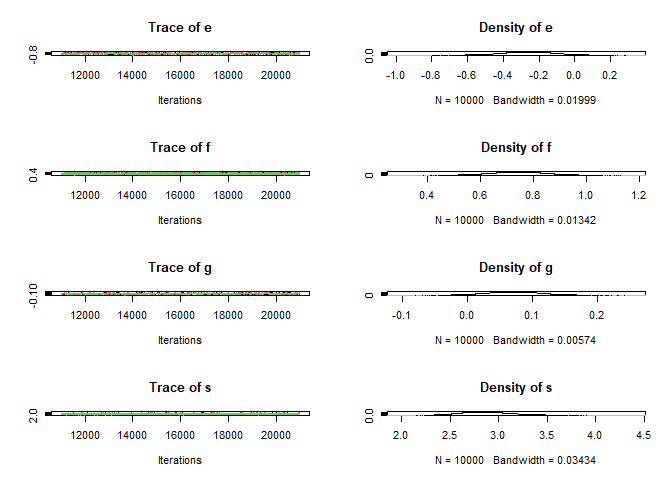 Trace of e
-0.8
12000 14000 16000 18000 20000
Iterations
Density of e
0.0
-1.0 -0.8 -0.6 -0.4 -0.2 0.0 0.2
N = 10000 Bandwidth = 0.01999
Trace of f
0.4
12000 14000 16000 18000 20000
Iterations
Density of f
0
0.4 0.6 0.8 1.0 1.2
N = 10000 Bandwidth = 0.01342
Trace of g
-0.10
12000 14000 16000 18000 20000
Iterations
Density of g
0
-0.1 0.0 0.1 0.2
N = 10000 Bandwidth = 0.00574
Trace of s
2.0
12000 14000 16000 18000 20000
Iterations
Density of s
0.0
2.0 2.5 3.0 3.5 4.0 4.5
N = 10000 Bandwidth = 0.03434